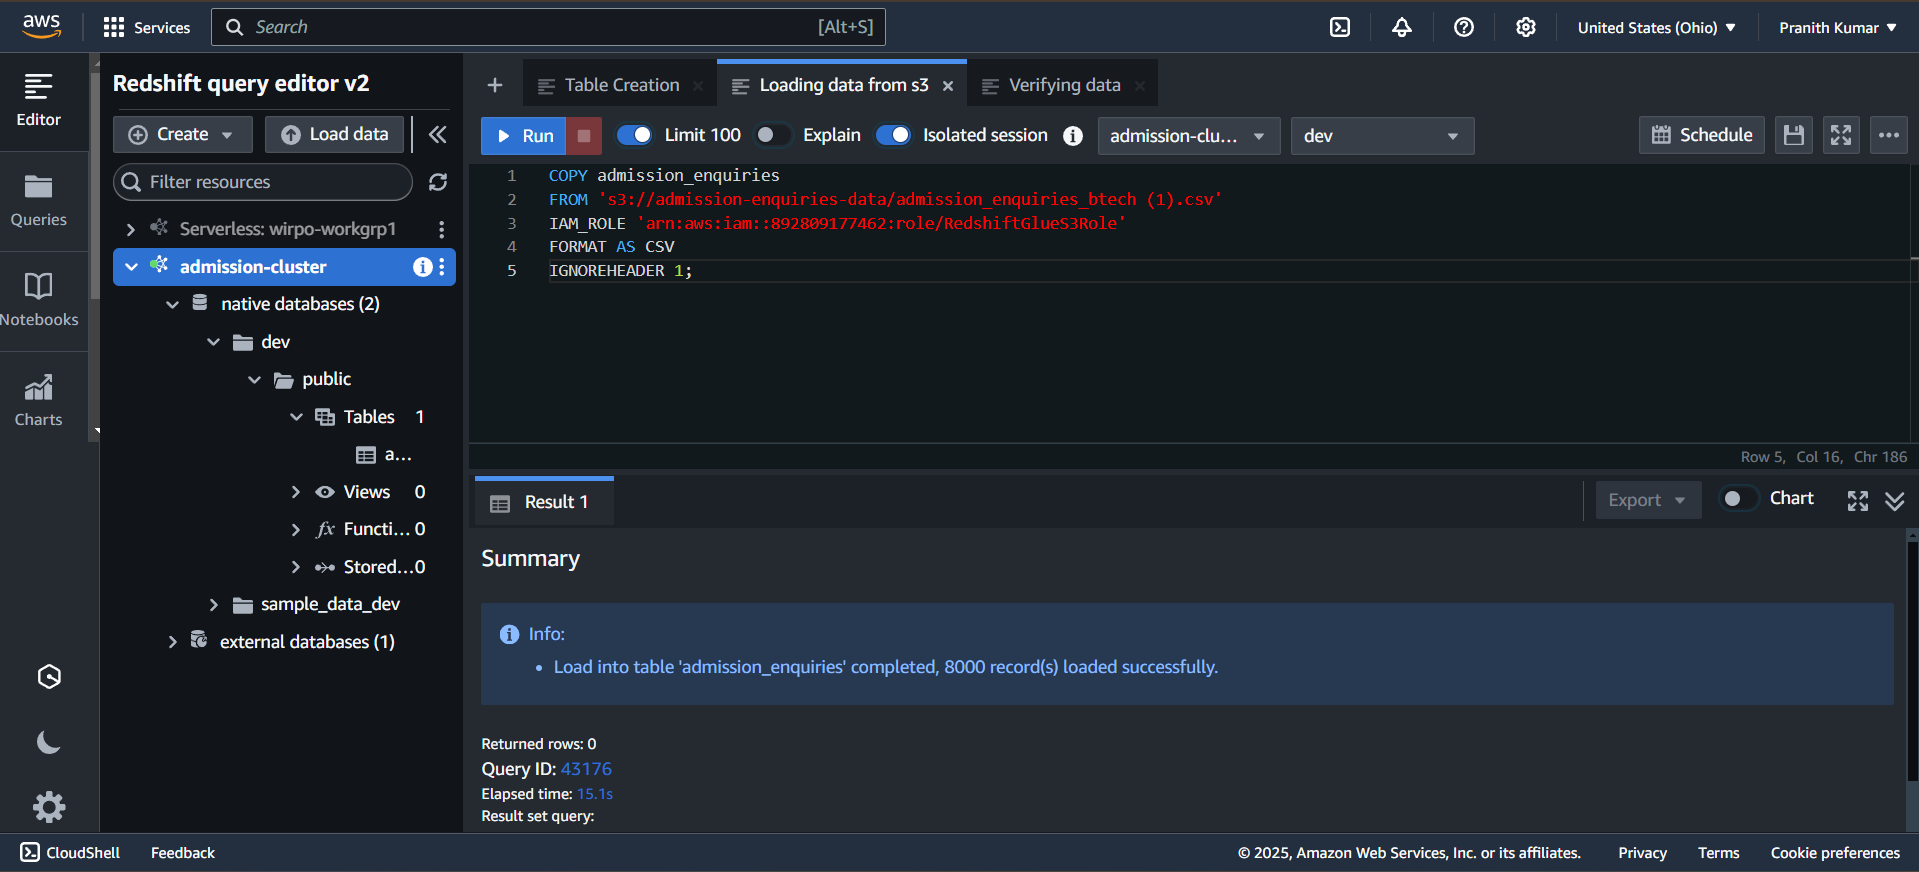 aws
Services
Search [Alt+S]
United States (Ohio)
Pranith Kumar
Editor
Queries
Notebooks
Charts
Redshift query editor v2
Create
Load data
Filter resources
Serverless: wirpo-workgrp1
admission-cluster
native databases (2)
dev
public
Tables 1
a...
Views 0
fx Functi... 0
Stored...0
sample_data_dev
external databases (1)
Table Creation
Loading data from s3
Verifying data
Run
Limit 100
Explain
Isolated session
admission-clu...
dev
Schedule
1 COPY admission_enquiries
2 FROM 's3://admission-enquiries-data/admission_enquiries_btech (1).csv'
3 IAM_ROLE 'arn:aws:iam::892809177462:role/RedshiftGlueS3Role'
4 FORMAT AS CSV
5 IGNOREHEADER 1;
Row 5, Col 16, Chr 186
Result 1
Export
Chart
Summary
Info:
• Load into table 'admission_enquiries' completed, 8000 record(s) loaded successfully.
Returned rows: 0
Query ID: 43176
Elapsed time: 15.1s
Result set query:
CloudShell
Feedback
© 2025, Amazon Web Services, Inc. or its affiliates.
Privacy
Terms
Cookie preferences